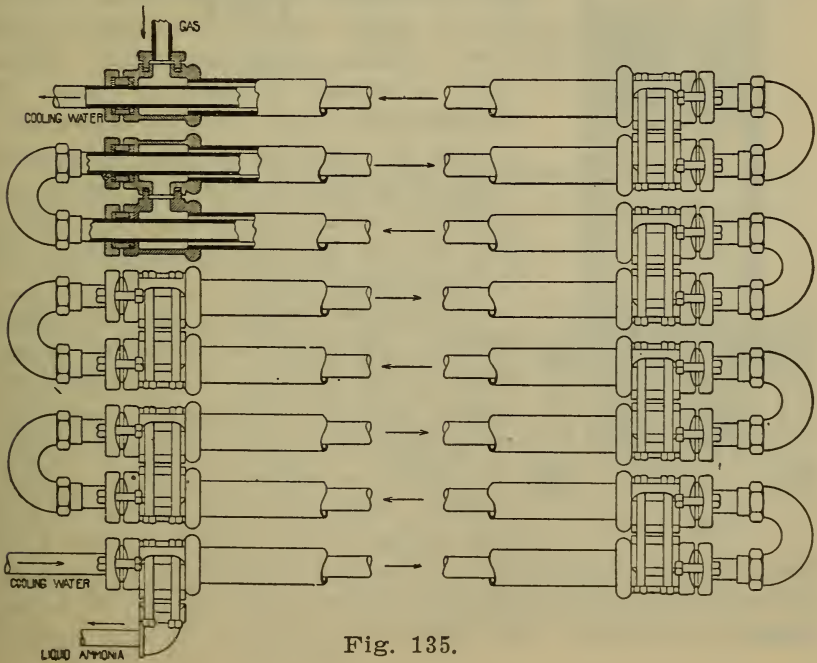 GAS
COOLING WATER
COOLING WATER
LIQUID AMMONIA
Fig. 135.